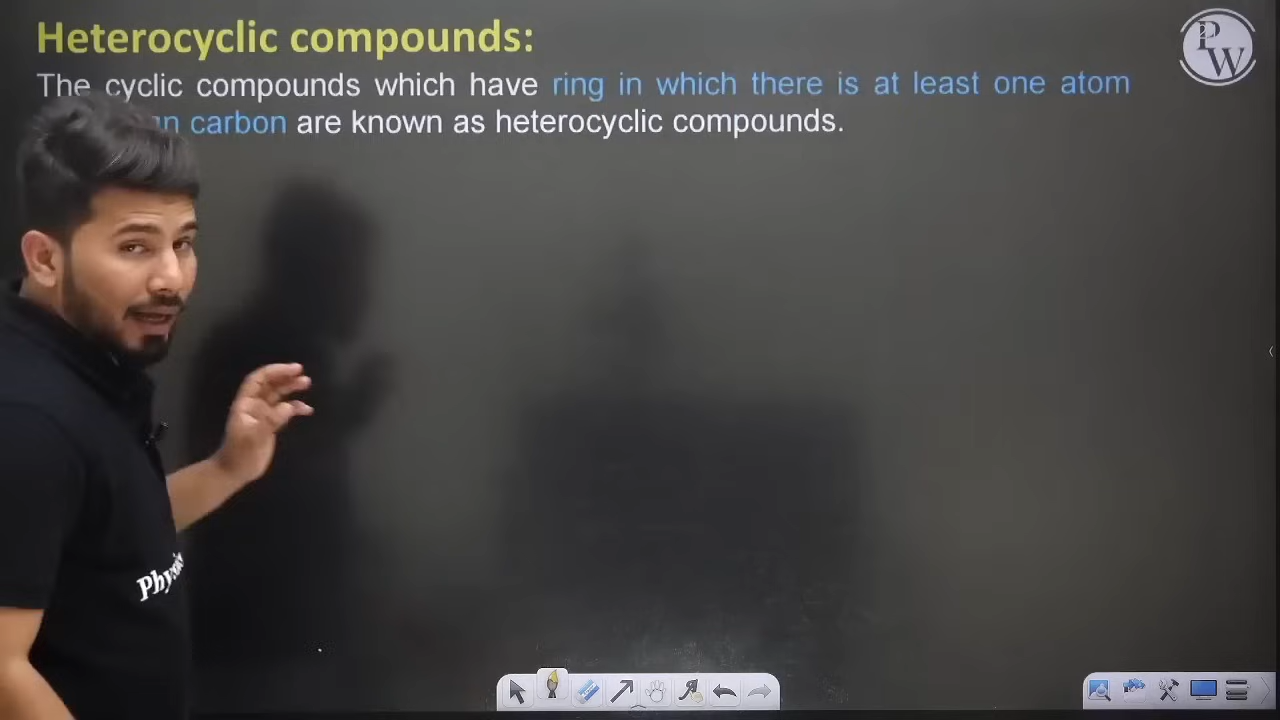 Heterocyclic compounds:
The cyclic compounds which have ring in which there is at least one atom
carbon are known as heterocyclic compounds.
PW